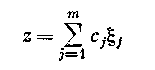 z = \sum_{j=1}^{m} c_j \xi_j